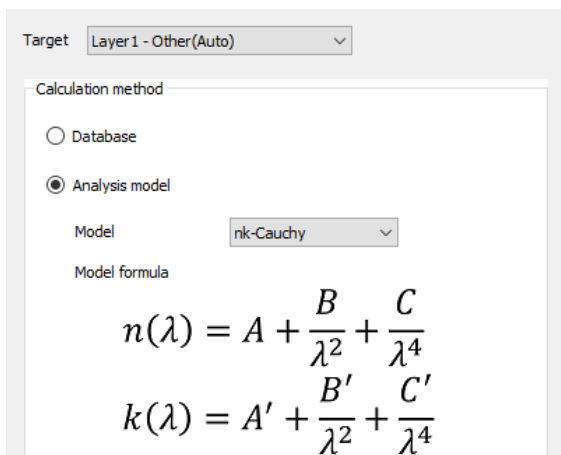 Target Layer1 - Other(Auto)
Calculation method
Database
Analysis model
Model nk-Cauchy
Model formula
n(λ) = A + B/λ² + C/λ⁴
k(λ) = A′ + B′/λ² + C′/λ⁴